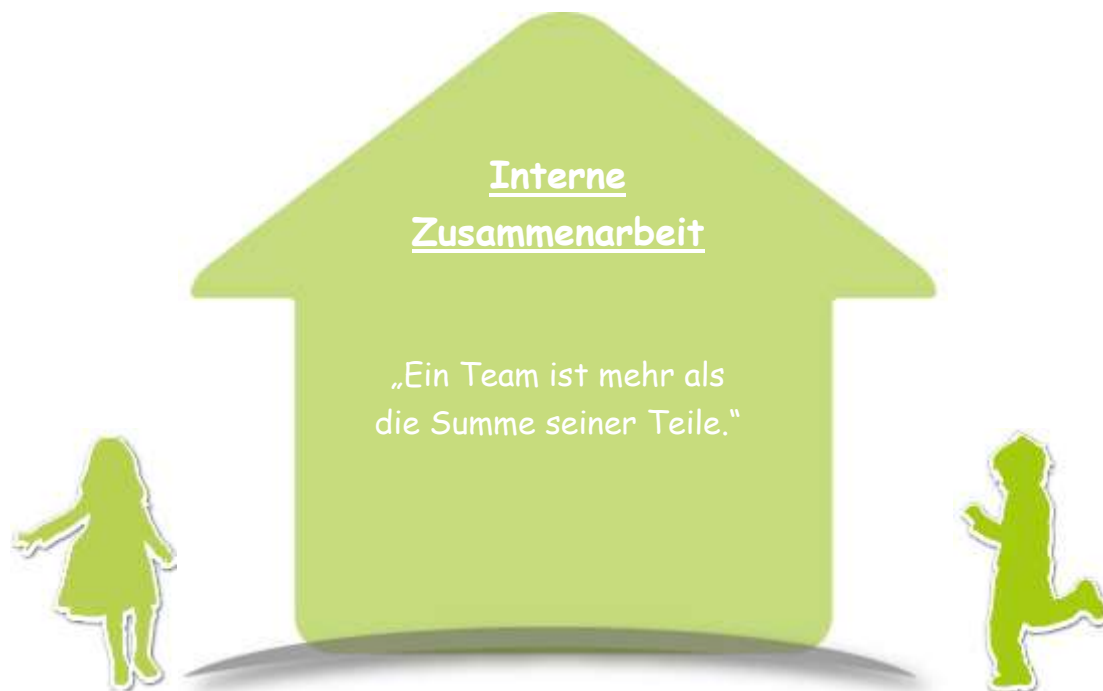 Interne
Zusammenarbeit
„Ein Team ist mehr als
die Summe seiner Teile.“